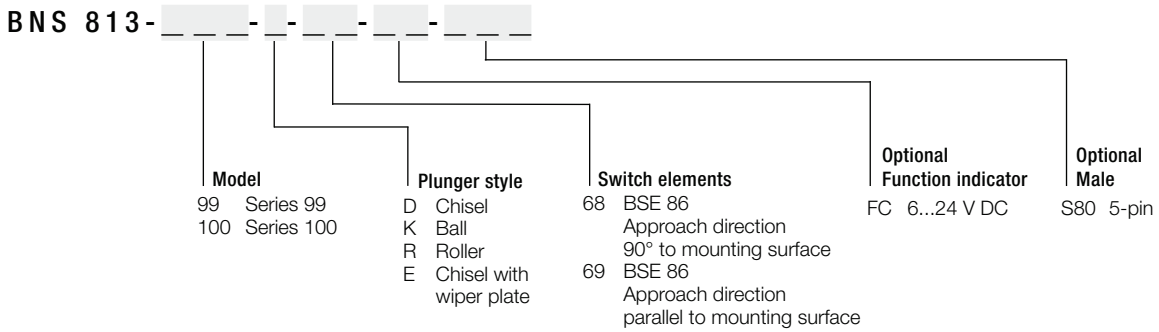 BNS 813-___-_-__-__-___
Model
99 Series 99
100 Series 100
Plunger style
D Chisel
K Ball
R Roller
E Chisel with
wiper plate
Switch elements
68 BSE 86
Approach direction
90° to mounting surface
69 BSE 86
Approach direction
parallel to mounting surface
Optional
Function indicator
FC 6...24 V DC
Optional
Male
S80 5-pin